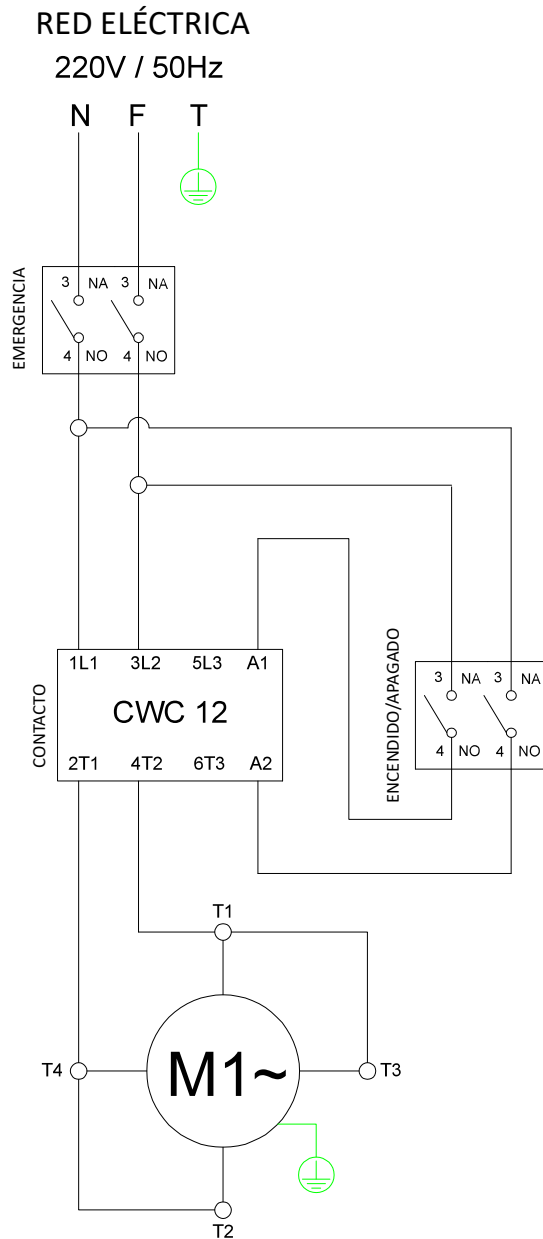 RED ELÉCTRICA
220V / 50Hz
N F T
EMERGENCIA
3 NA 3 NA
4 NO 4 NO
1L1 3L2 5L3 A1
CONTACTO
CWC 12
2T1 4T2 6T3 A2
ENCENDIDO/APAGADO
3 NA 3 NA
4 NO 4 NO
T1
T4
M1~
T3
T2